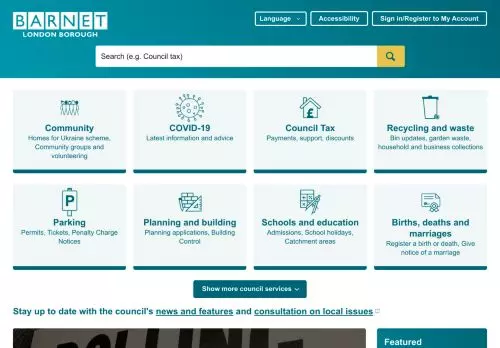 BARNET
LONDON BOROUGH
Language
Accessibility
Sign in/Register to My Account
Search (e.g. Council tax)
Community
Homes for Ukraine scheme,
Community groups and
volunteering
COVID-19
Latest information and advice
£
Council Tax
Payments, support, discounts
Recycling and waste
Bin updates, garden waste,
household and business collections
P
Parking
Permits, Tickets, Penalty Charge
Notices
Planning and building
Planning applications, Building
Control
Schools and education
Admissions, School holidays,
Catchment areas
Births, deaths and
marriages
Register a birth or death, Give
notice of a marriage
Show more council services
Stay up to date with the council's news and features and consultation on local issues
POLLING
Featured